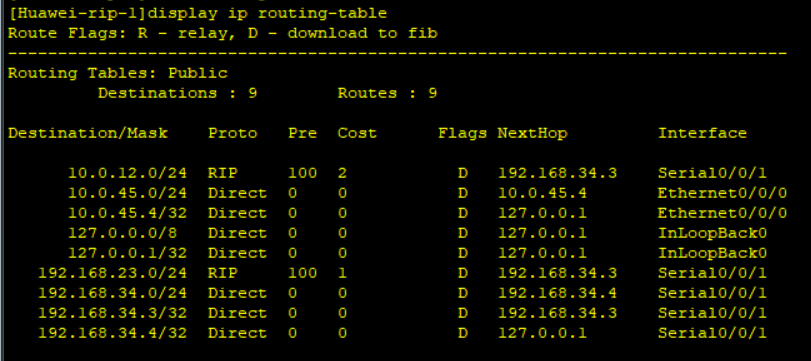 [Huawei-rip-1]display ip routing-table
Route Flags: R - relay, D - download to fib
------------------------------------------------------------------------------
Routing Tables: Public
Destinations : 9 Routes : 9
Destination/Mask Proto Pre Cost Flags NextHop Interface
10.0.12.0/24 RIP 100 2 D 192.168.34.3 Serial0/0/1
10.0.45.0/24 Direct 0 0 D 10.0.45.4 Ethernet0/0/0
10.0.45.4/32 Direct 0 0 D 127.0.0.1 Ethernet0/0/0
127.0.0.0/8 Direct 0 0 D 127.0.0.1 InLoopBack0
127.0.0.1/32 Direct 0 0 D 127.0.0.1 InLoopBack0
192.168.23.0/24 RIP 100 1 D 192.168.34.3 Serial0/0/1
192.168.34.0/24 Direct 0 0 D 192.168.34.4 Serial0/0/1
192.168.34.3/32 Direct 0 0 D 192.168.34.3 Serial0/0/1
192.168.34.4/32 Direct 0 0 D 127.0.0.1 Serial0/0/1